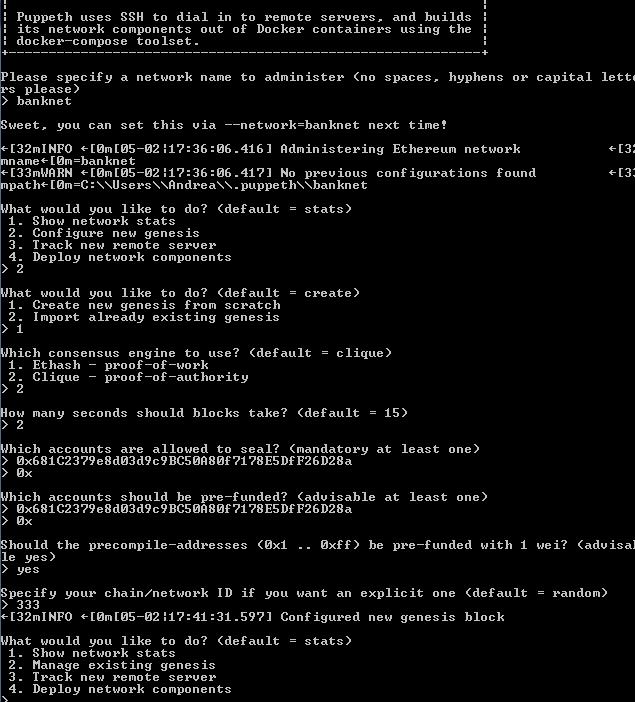 ¦ Puppeth uses SSH to dial in to remote servers, and builds ¦
¦ its network components out of Docker containers using the ¦
¦ docker-compose toolset. ¦
+-----------------------------------------------------------+
Please specify a network name to administer (no spaces, hyphens or capital lette
rs please)
> banknet
Sweet, you can set this via --network=banknet next time!
←[32mINFO ←[0m[05-02¦17:36:06.416] Administering Ethereum network ←[32
mname←[0m=banknet
←[33mWARN ←[0m[05-02¦17:36:06.417] No previous configurations found ←[33
mpath←[0m=C:\\Users\\Andrea\\.puppeth\\banknet
What would you like to do? (default = stats)
1. Show network stats
2. Configure new genesis
3. Track new remote server
4. Deploy network components
> 2
What would you like to do? (default = create)
1. Create new genesis from scratch
2. Import already existing genesis
> 1
Which consensus engine to use? (default = clique)
1. Ethash - proof-of-work
2. Clique - proof-of-authority
> 2
How many seconds should blocks take? (default = 15)
> 2
Which accounts are allowed to seal? (mandatory at least one)
> 0x681C2379e8d03d9c9BC50A80f7178E5DfF26D28a
> 0x
Which accounts should be pre-funded? (advisable at least one)
> 0x681C2379e8d03d9c9BC50A80f7178E5DfF26D28a
> 0x
Should the precompile-addresses (0x1 .. 0xff) be pre-funded with 1 wei? (advisab
le yes)
> yes
Specify your chain/network ID if you want an explicit one (default = random)
> 333
←[32mINFO ←[0m[05-02¦17:41:31.597] Configured new genesis block
What would you like to do? (default = stats)
1. Show network stats
2. Manage existing genesis
3. Track new remote server
4. Deploy network components
>